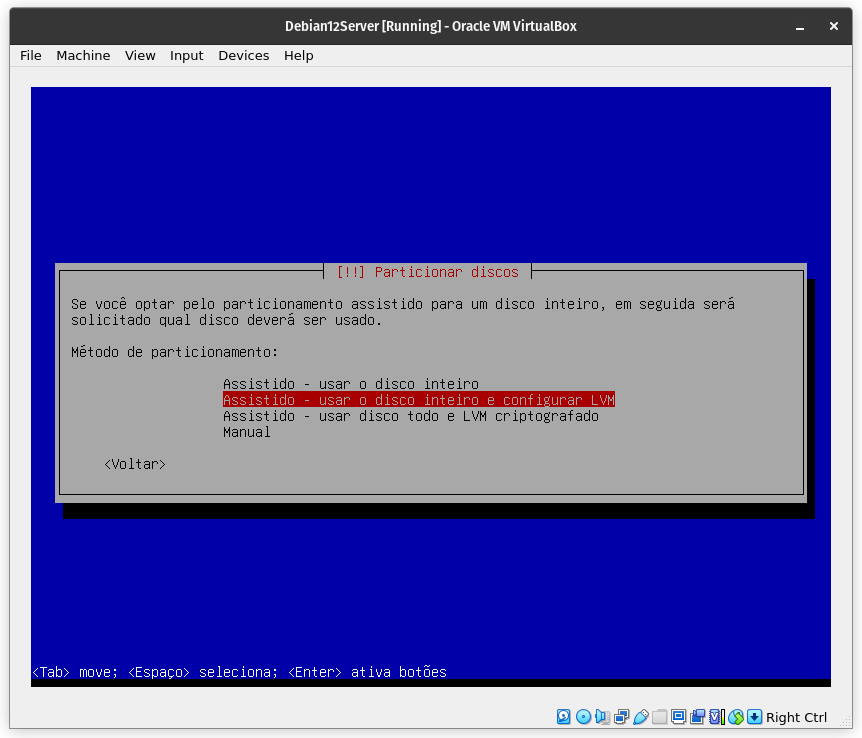 Debian12Server [Running] - Oracle VM VirtualBox
File Machine View Input Devices Help
[!!] Particionar discos
Se você optar pelo particionamento assistido para um disco inteiro, em seguida será
solicitado qual disco deverá ser usado.
Método de particionamento:
Assistido - usar o disco inteiro
Assistido - usar o disco inteiro e configurar LVM
Assistido - usar disco todo e LVM criptografado
Manual
<Voltar>
<Tab> move; <Espaço> seleciona; <Enter> ativa botões
Right Ctrl